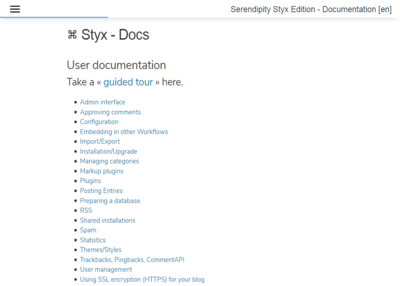 Serendipity Styx Edition - Documentation [en]
⌘ Styx - Docs
User documentation
Take a « guided tour » here.
Admin interface
Approving comments
Configuration
Embedding in other Workflows
Import/Export
Installation/Upgrade
Managing categories
Markup plugins
Plugins
Posting Entries
Preparing a database
RSS
Shared installations
Spam
Statistics
Themes/Styles
Trackbacks, Pingbacks, CommentAPI
User management
Using SSL encryption (HTTPS) for your blog